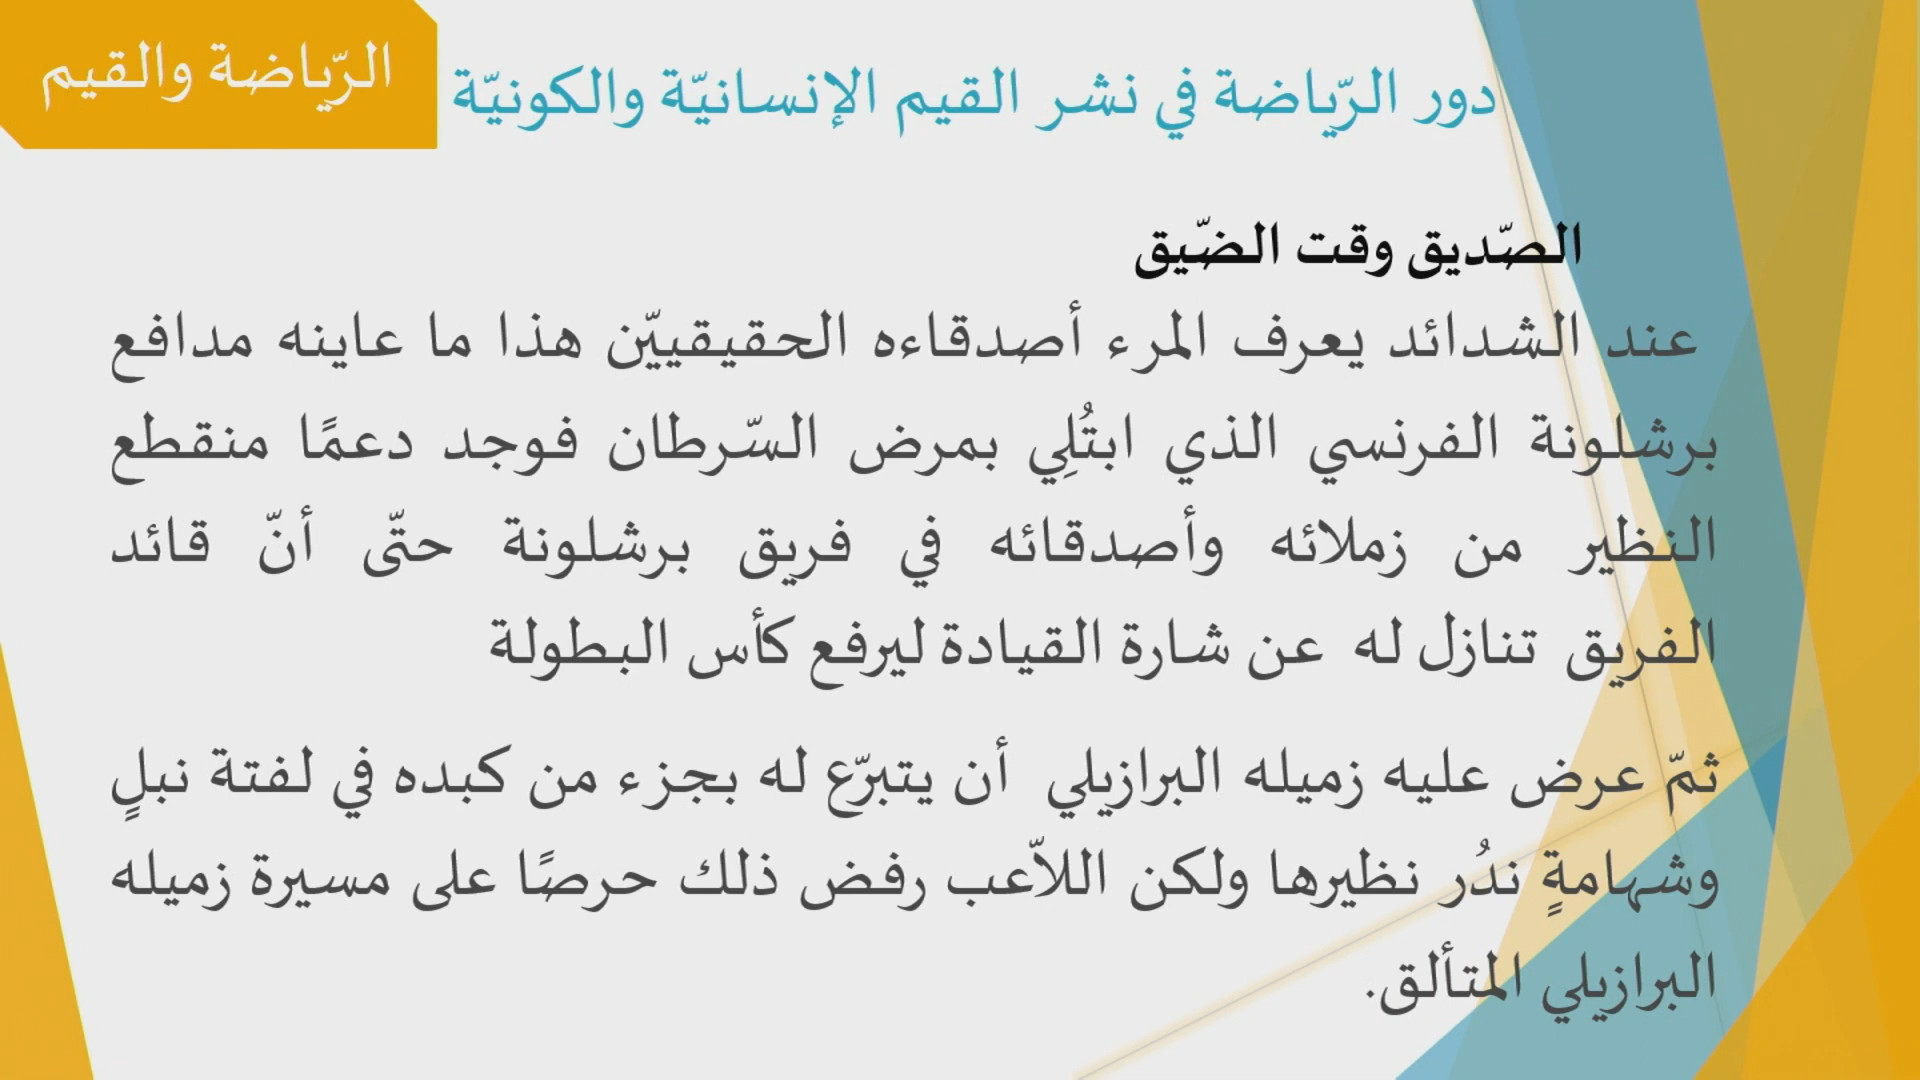 الرّياضة والقيم
دور الرّياضة في نشر القيم الإنسانيّة والكونيّة
الصّديق وقت الضّيق
عند الشدائد يعرف المرء أصدقاءه الحقيقييّن هذا ما عاينه مدافع
برشلونة الفرنسي الذي ابتُلِي بمرض السّرطان فوجد دعمًا منقطع
النظير من زملائه وأصدقائه في فريق برشلونة حتّى أنّ قائد
الفريق تنازل له عن شارة القيادة ليرفع كأس البطولة
ثمّ عرض عليه زميله البرازيلي أن يتبرّع له بجزء من كبده في لفتة نبلٍ
وشهامةٍ ندُر نظيرها ولكن اللاّعب رفض ذلك حرصًا على مسيرة زميله
البرازيلي المتألق.